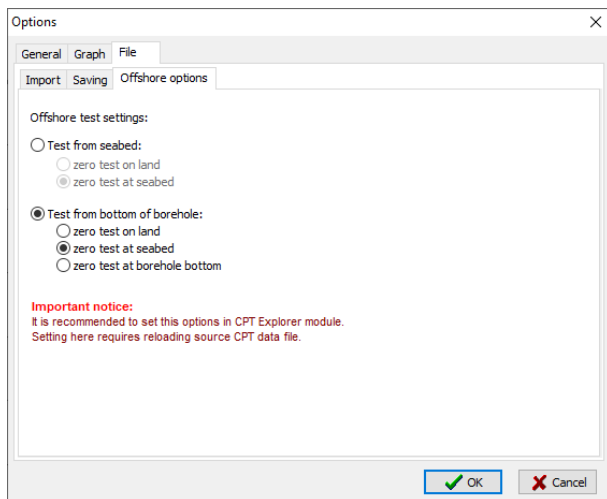 Options
General Graph File
Import Saving Offshore options
Offshore test settings:
Test from seabed:
zero test on land
zero test at seabed
Test from bottom of borehole:
zero test on land
zero test at seabed
zero test at borehole bottom
Important notice:
It is recommended to set this options in CPT Explorer module.
Setting here requires reloading source CPT data file.
OK Cancel